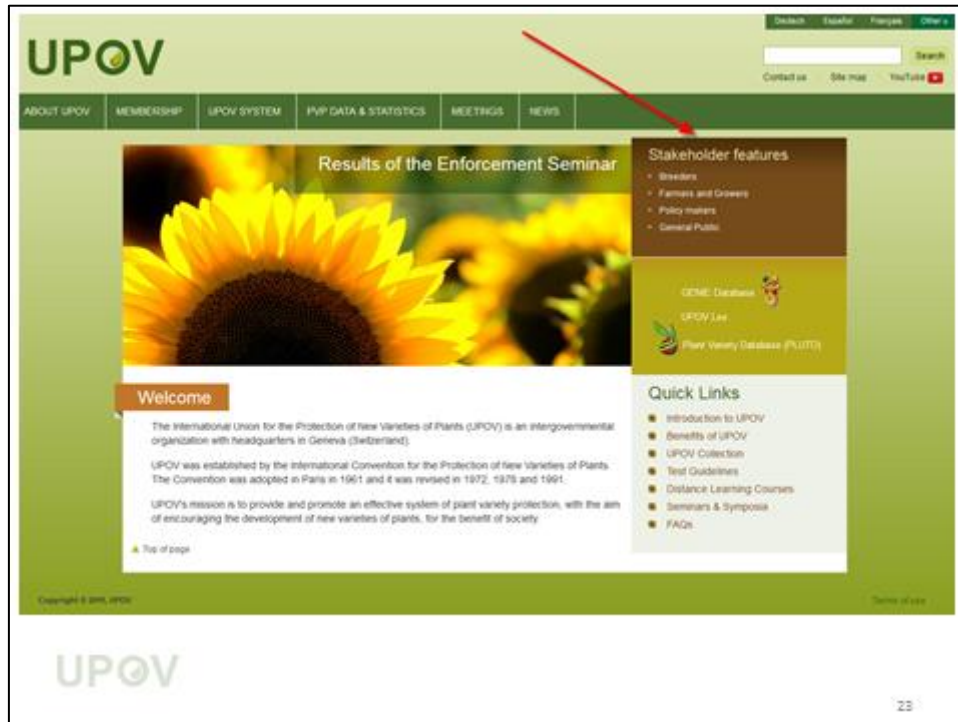 Deutsch Español Français Other
UPOV
Search
Contact us Site map YouTube
ABOUT UPOV MEMBERSHIP UPOV SYSTEM PVP DATA & STATISTICS MEETINGS NEWS
Results of the Enforcement Seminar
Stakeholder features
Breeders
Farmers and Growers
Policy makers
General Public
GENIE Database
UPOV Lex
Plant Variety Database (PLUTO)
Welcome
The International Union for the Protection of New Varieties of Plants (UPOV) is an intergovernmental
organization with headquarters in Geneva (Switzerland).
UPOV was established by the International Convention for the Protection of New Varieties of Plants.
The Convention was adopted in Paris in 1961 and it was revised in 1972, 1978 and 1991.
UPOV's mission is to provide and promote an effective system of plant variety protection, with the aim
of encouraging the development of new varieties of plants, for the benefit of society.
Top of page
Quick Links
Introduction to UPOV
Benefits of UPOV
UPOV Collection
Test Guidelines
Distance Learning Courses
Seminars & Symposia
FAQs
Copyright © UPOV
Terms of use
UPOV
23